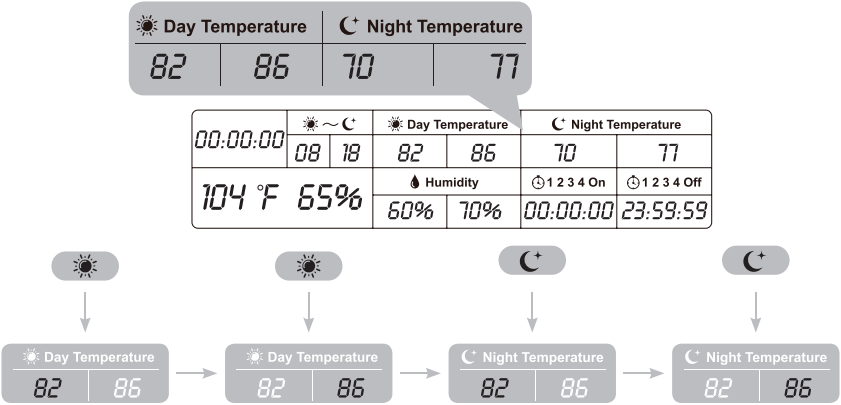 Day Temperature Night Temperature
82 86 70 77
00:00:00 ~ Day Temperature Night Temperature
08 18 82 86 70 77
104 °F 65% Humidity 1 2 3 4 On 1 2 3 4 Off
60% 70% 00:00:00 23:59:59
Day Temperature Day Temperature Night Temperature Night Temperature
82 86 82 86 82 86 82 86